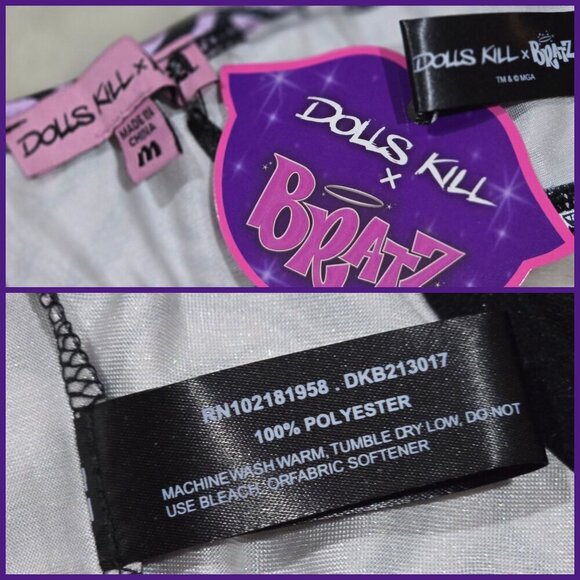 DOLLS KILL X
MADE IN
CHINA
M
DOLLS KILL
X
BRATZ
DOLLS KILL X BRATZ
TM & © MGA
RN102181958 . DKB213017
100% POLYESTER
MACHINE WASH WARM, TUMBLE DRY LOW, DO NOT
USE BLEACH, ORFABRIC SOFTENER